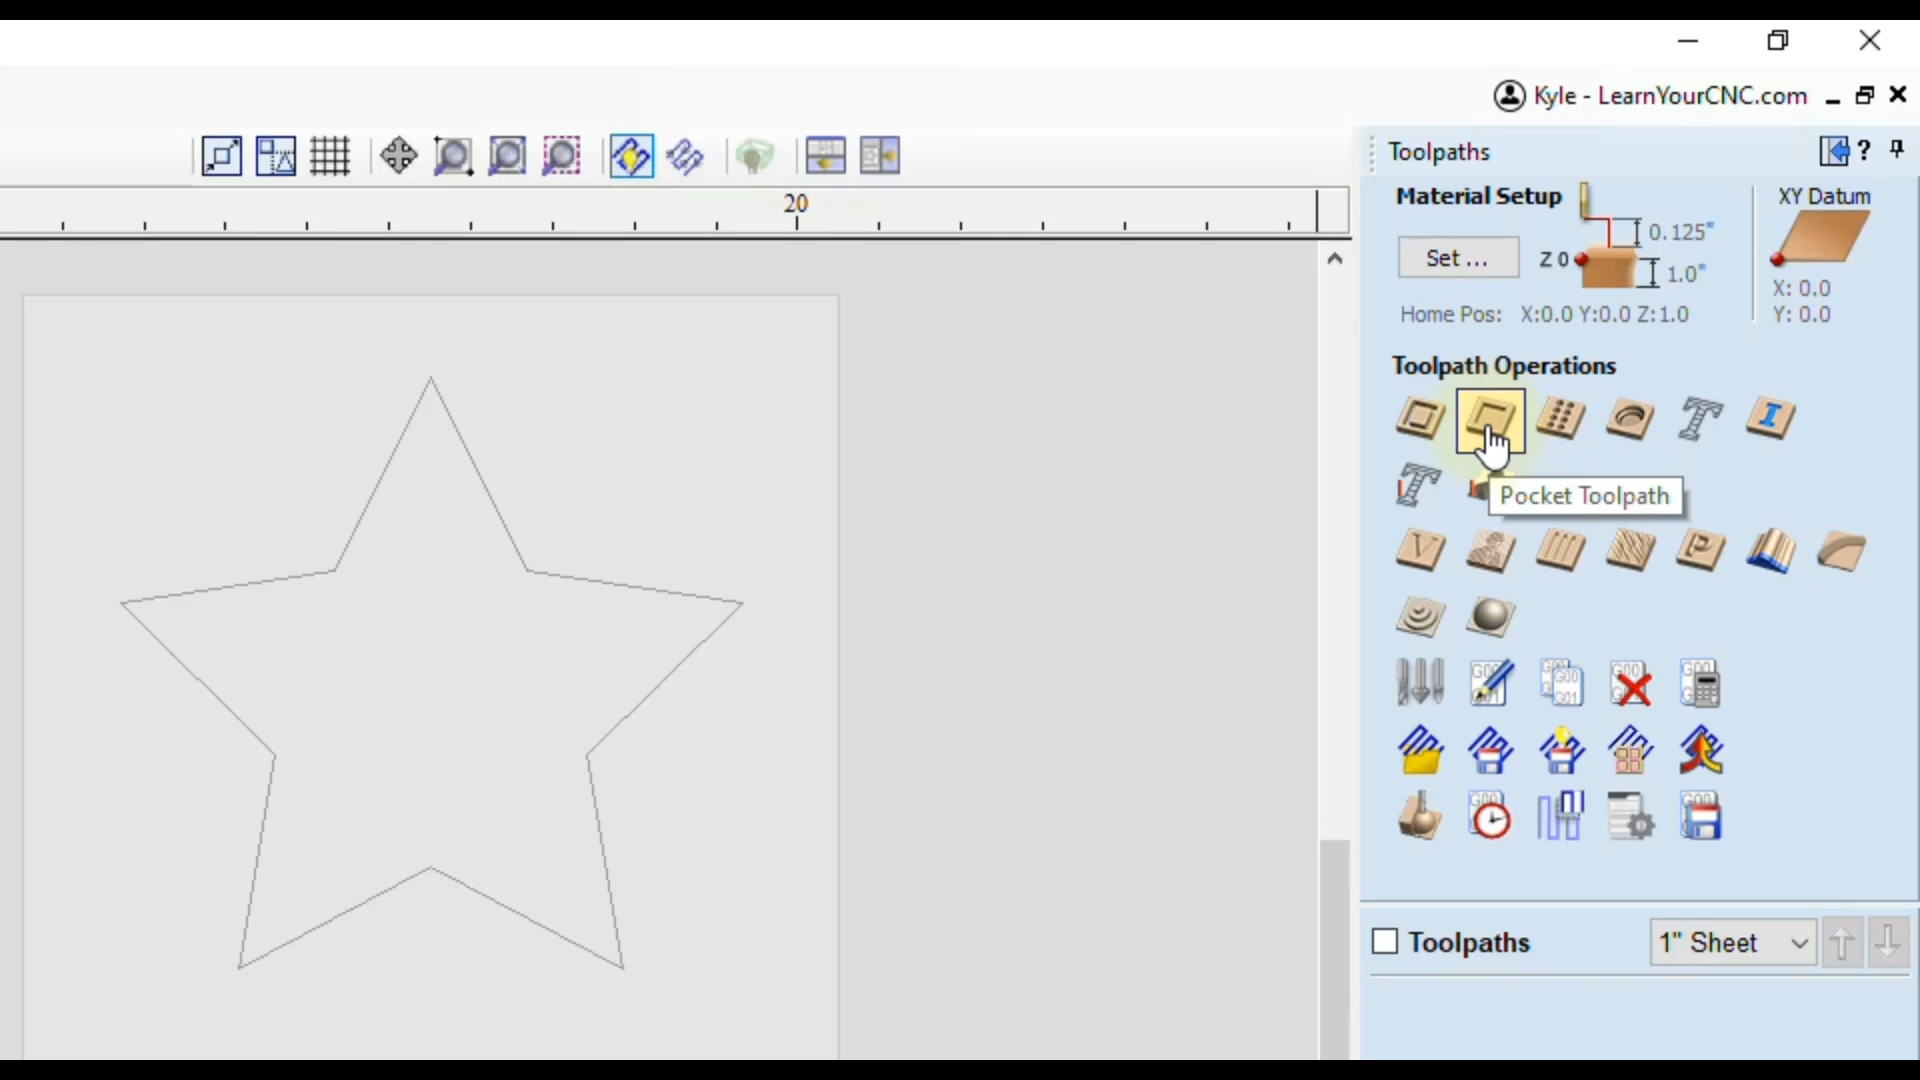 Kyle - LearnYourCNC.com
Toolpaths
?
20
Material Setup
XY Datum
0.125"
Set ...
Z 0
1.0"
X: 0.0
Home Pos: X:0.0 Y:0.0 Z:1.0
Y: 0.0
Toolpath Operations
Pocket Toolpath
Toolpaths
1" Sheet